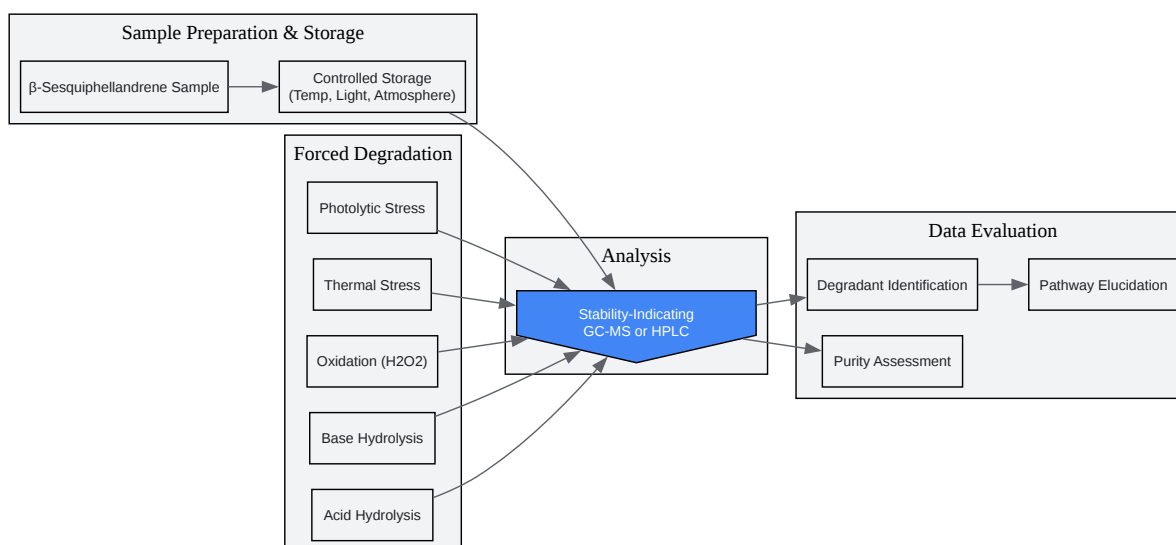 Sample Preparation & Storage
β-Sesquiphellandrene Sample
Controlled Storage
(Temp, Light, Atmosphere)
Forced Degradation
Photolytic Stress
Thermal Stress
Oxidation (H2O2)
Base Hydrolysis
Acid Hydrolysis
Analysis
Stability-Indicating
GC-MS or HPLC
Data Evaluation
Degradant Identification
Pathway Elucidation
Purity Assessment